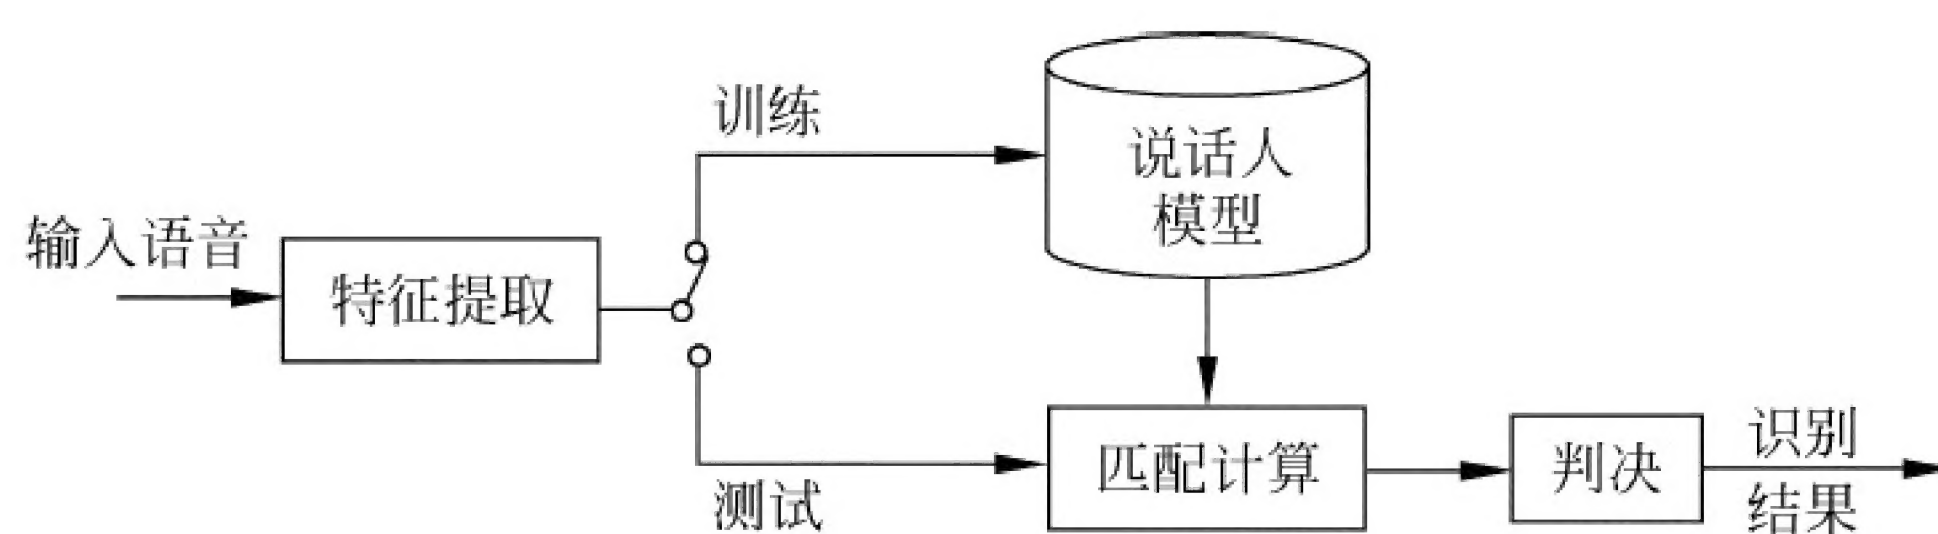 训练
说话人
模型
输入语音
特征提取
匹配计算
判决
识别
结果
测试